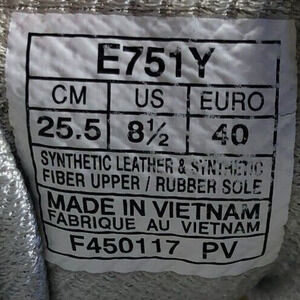 E751Y
CM US EURO
25.5 8½ 40
SYNTHETIC LEATHER & SYNTHETIC
FIBER UPPER / RUBBER SOLE
MADE IN VIETNAM
FABRIQUE AU VIETNAM
F450117 PV